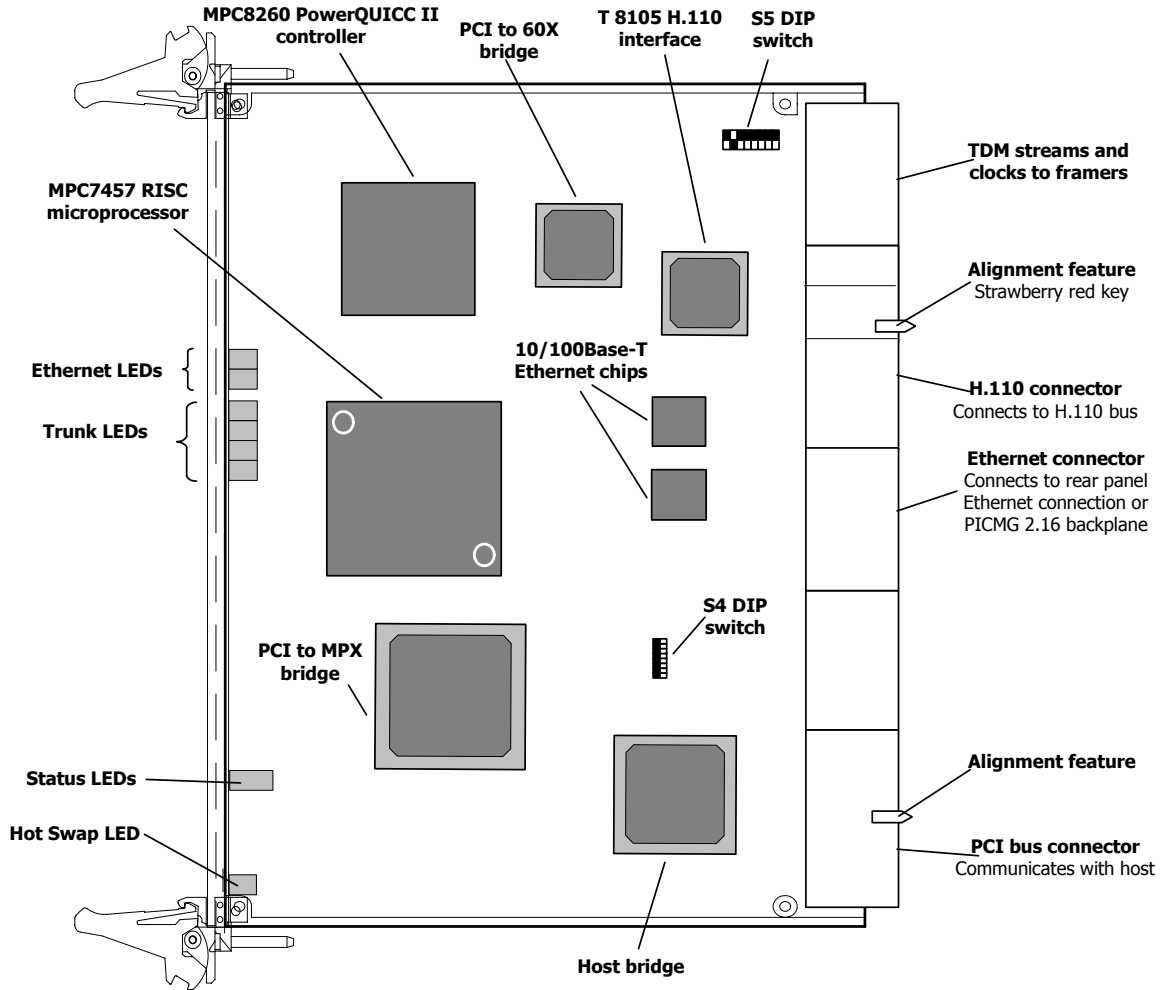 MPC8260 PowerQUICC II
controller
PCI to 60X
bridge
T 8105 H.110
interface
S5 DIP
switch
TDM streams and
clocks to framers
MPC7457 RISC
microprocessor
Alignment feature
Strawberry red key
10/100Base-T
Ethernet chips
Ethernet LEDs
H.110 connector
Connects to H.110 bus
Trunk LEDs
Ethernet connector
Connects to rear panel
Ethernet connection or
PICMG 2.16 backplane
S4 DIP
switch
PCI to MPX
bridge
Status LEDs
Alignment feature
Hot Swap LED
PCI bus connector
Communicates with host
Host bridge